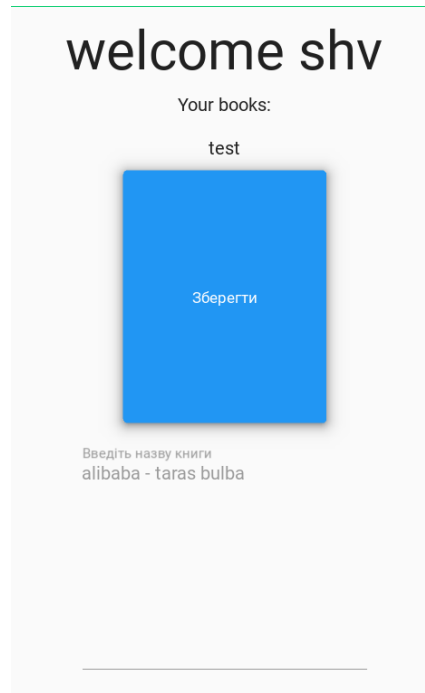 welcome shv
Your books:
test
Зберегти
Введіть назву книги
alibaba - taras bulba